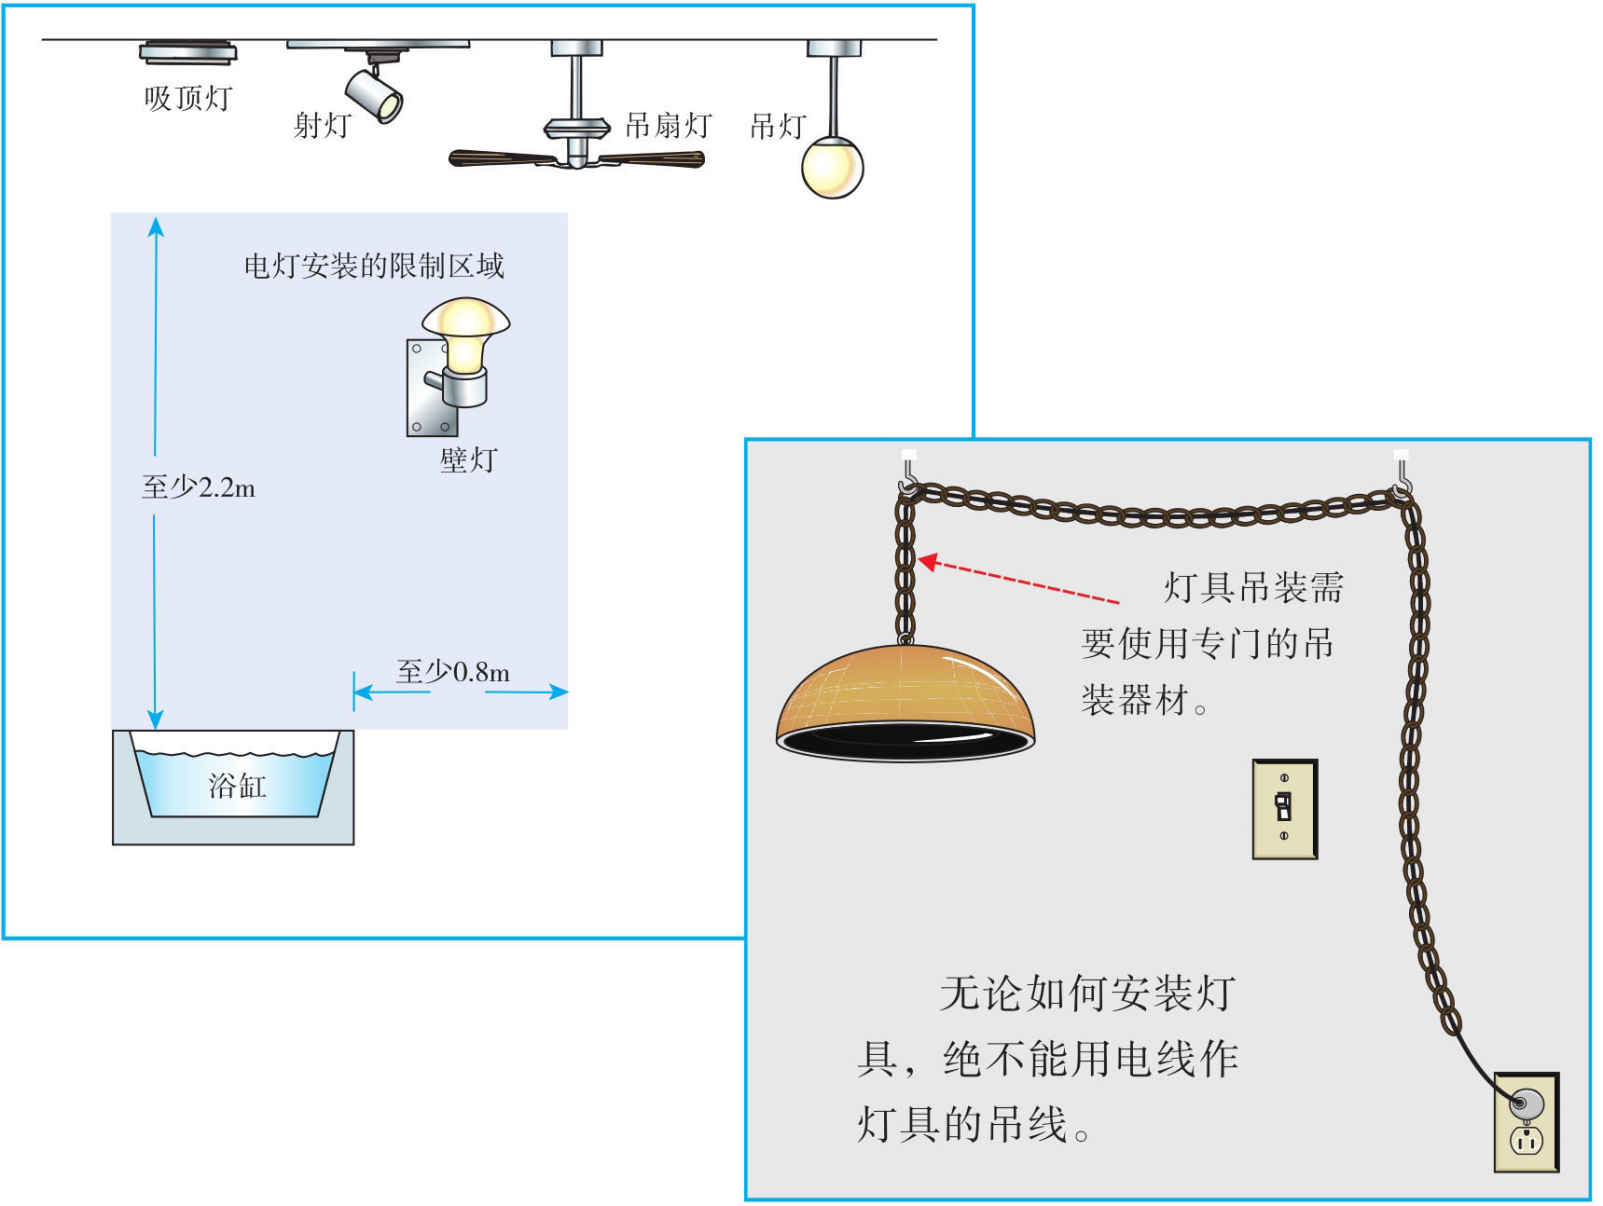 吸顶灯
射灯
吊扇灯
吊灯
电灯安装的限制区域
壁灯
至少2.2m
至少0.8m
浴缸
灯具吊装需
要使用专门的吊
装器材。
无论如何安装灯
具，绝不能用电线作
灯具的吊线。